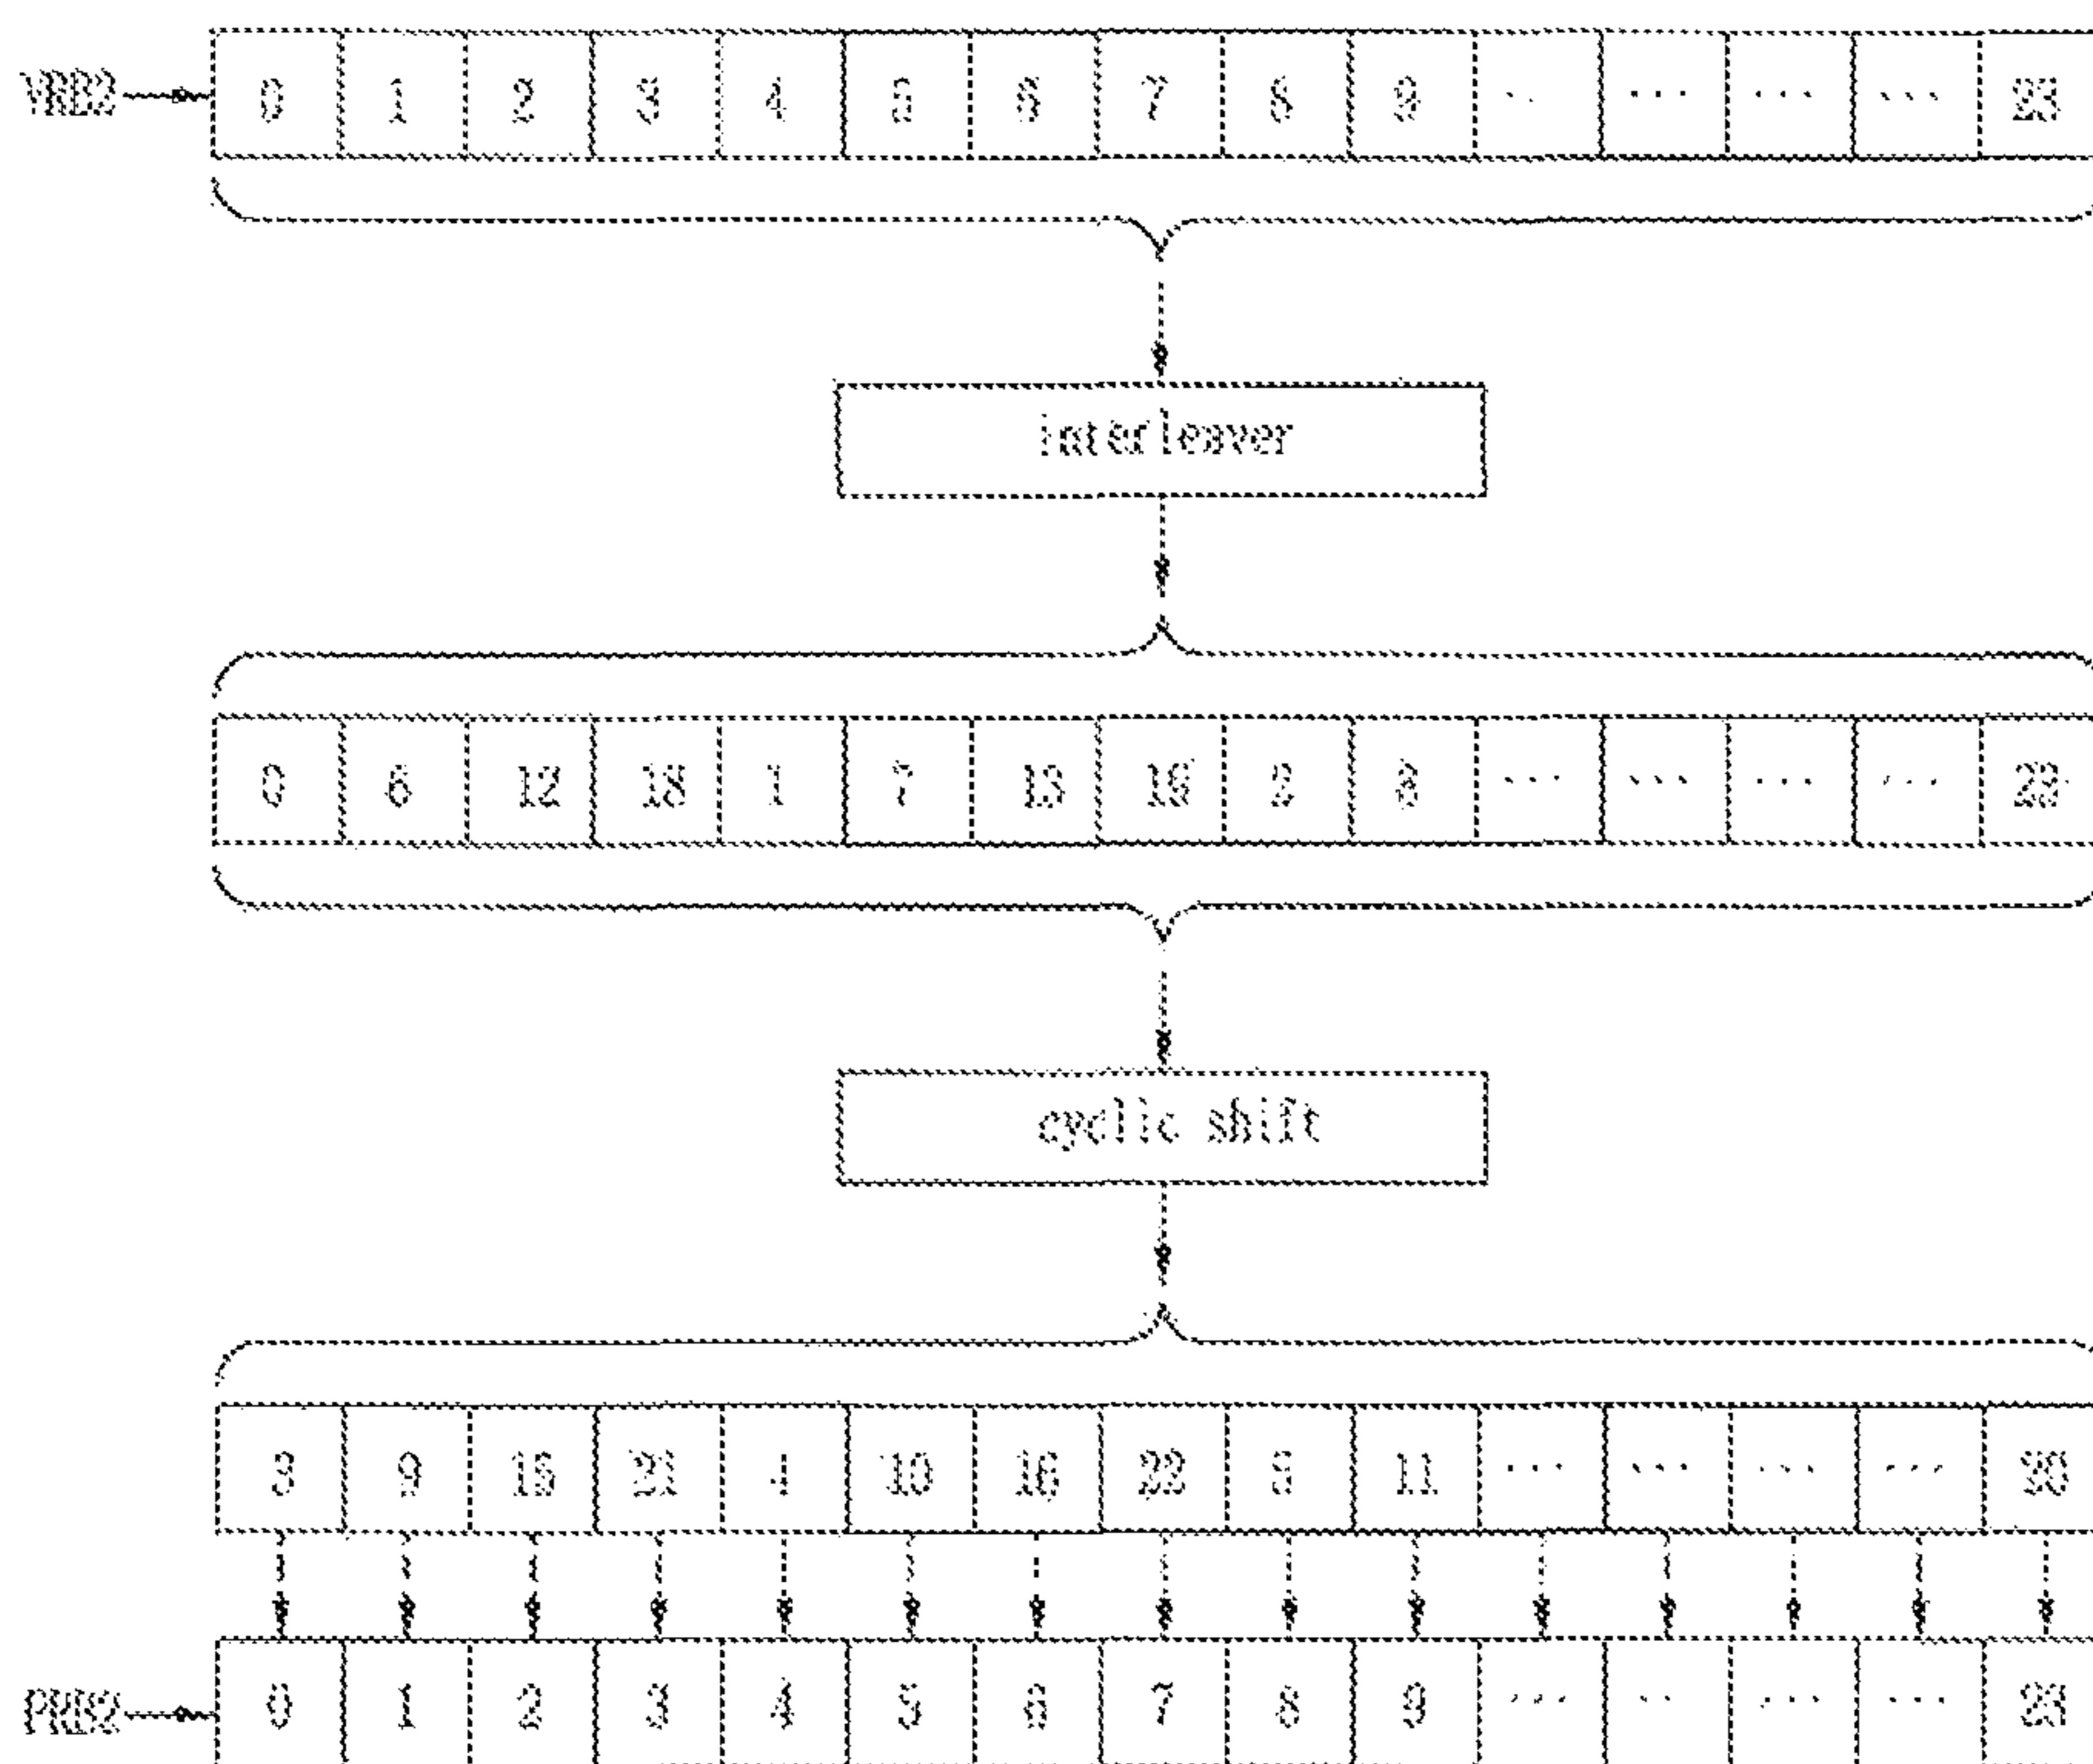 VRB2 0 1 2 3 4 5 6 7 8 9 ·· ··· ··· ··· 23
interleaver
0 6 12 18 1 7 13 19 2 8 ··· ··· ··· ··· 23
cyclic shift
3 9 15 21 4 10 16 22 5 11 ··· ··· ··· ··· 20
PRB2 0 1 2 3 4 5 6 7 8 9 ··· ·· ··· ··· 23